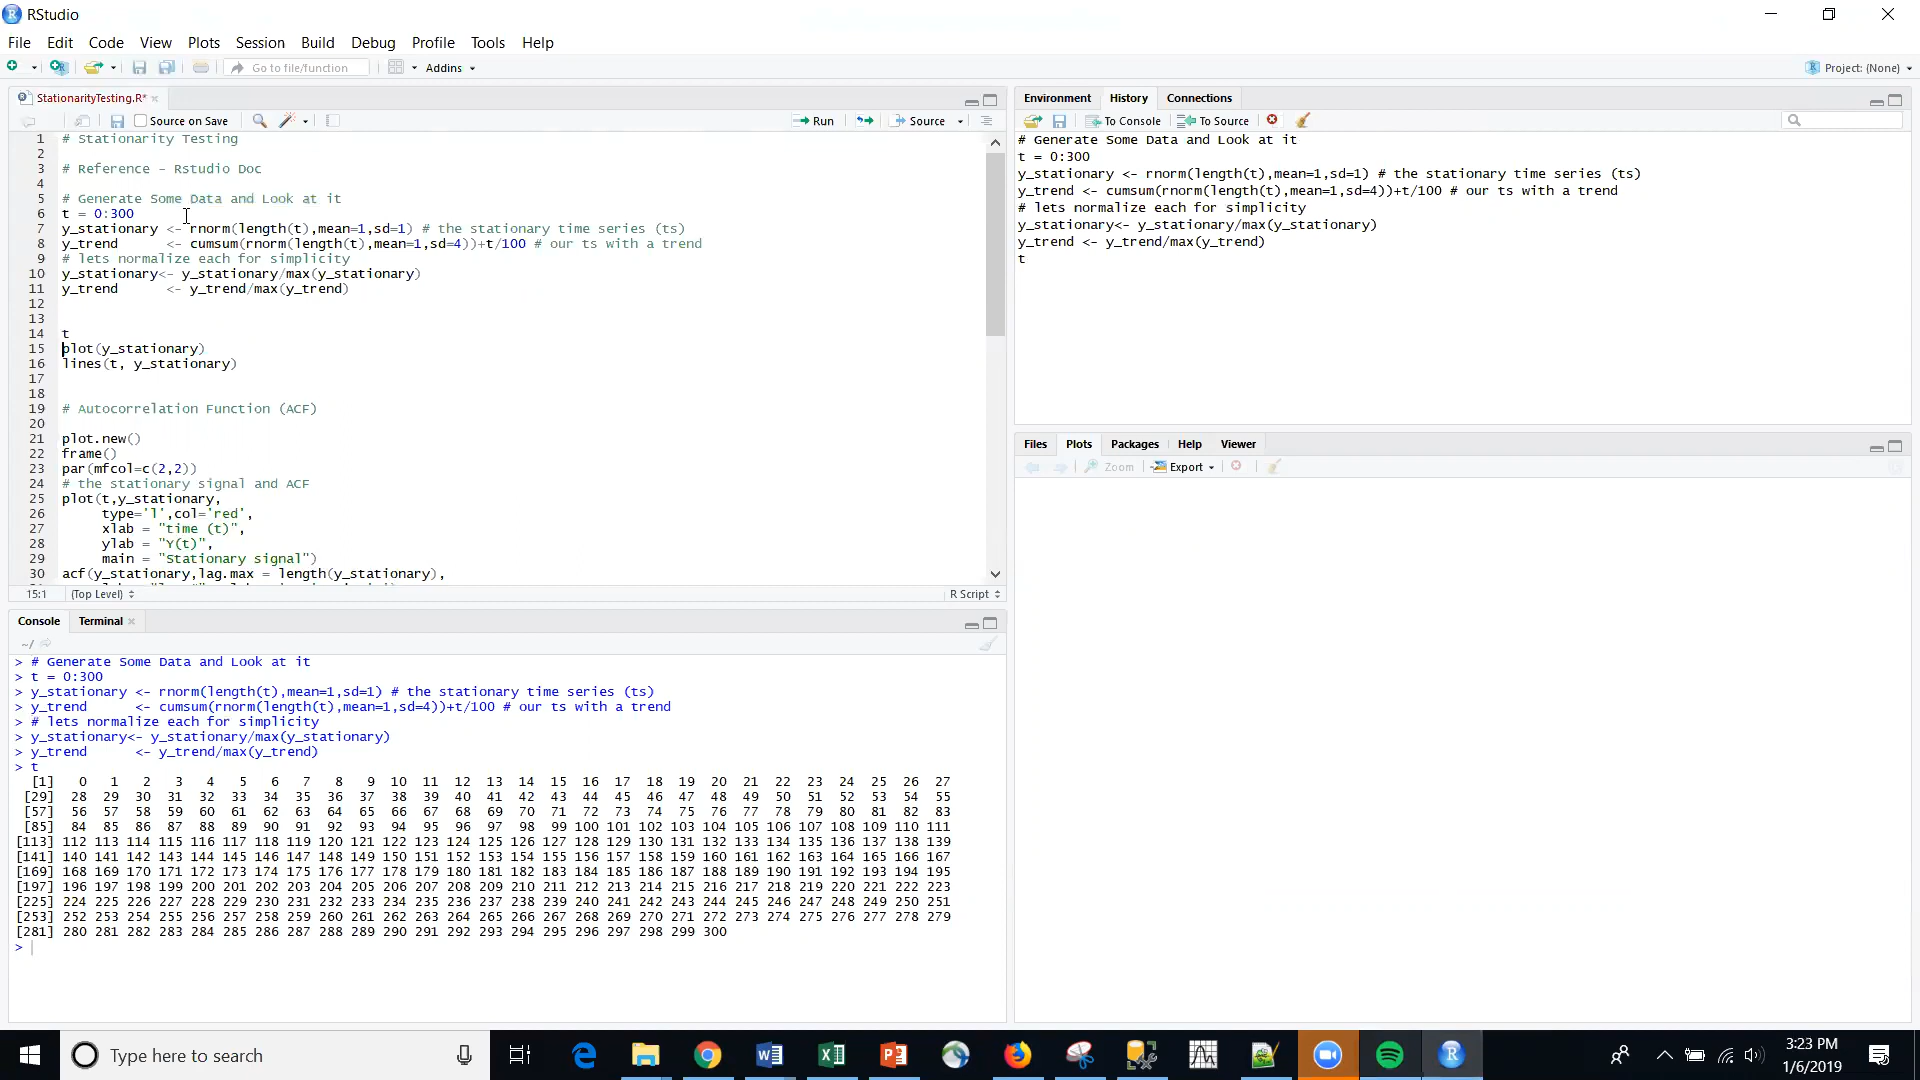 RStudio
File Edit Code View Plots Session Build Debug Profile Tools Help
Go to file/function Addins Project: (None)
StationarityTesting.R*
Source on Save Run Source
1 # Stationarity Testing
2
3 # Reference - Rstudio Doc
4
5 # Generate Some Data and Look at it
6 t = 0:300
7 y_stationary <- rnorm(length(t),mean=1,sd=1) # the stationary time series (ts)
8 y_trend      <- cumsum(rnorm(length(t),mean=1,sd=4))+t/100 # our ts with a trend
9 # lets normalize each for simplicity
10 y_stationary<- y_stationary/max(y_stationary)
11 y_trend      <- y_trend/max(y_trend)
12
13
14 t
15 plot(y_stationary)
16 lines(t, y_stationary)
17
18
19 # Autocorrelation Function (ACF)
20
21 plot.new()
22 frame()
23 par(mfcol=c(2,2))
24 # the stationary signal and ACF
25 plot(t,y_stationary,
26      type='l',col='red',
27      xlab = "time (t)",
28      ylab = "Y(t)",
29      main = "Stationary signal")
30 acf(y_stationary,lag.max = length(y_stationary),
15:1 (Top Level) R Script
Console Terminal
~/
> # Generate Some Data and Look at it
> t = 0:300
> y_stationary <- rnorm(length(t),mean=1,sd=1) # the stationary time series (ts)
> y_trend      <- cumsum(rnorm(length(t),mean=1,sd=4))+t/100 # our ts with a trend
> # lets normalize each for simplicity
> y_stationary<- y_stationary/max(y_stationary)
> y_trend      <- y_trend/max(y_trend)
> t
[1] 0 1 2 3 4 5 6 7 8 9 10 11 12 13 14 15 16 17 18 19 20 21 22 23 24 25 26 27
[29] 28 29 30 31 32 33 34 35 36 37 38 39 40 41 42 43 44 45 46 47 48 49 50 51 52 53 54 55
[57] 56 57 58 59 60 61 62 63 64 65 66 67 68 69 70 71 72 73 74 75 76 77 78 79 80 81 82 83
[85] 84 85 86 87 88 89 90 91 92 93 94 95 96 97 98 99 100 101 102 103 104 105 106 107 108 109 110 111
[113] 112 113 114 115 116 117 118 119 120 121 122 123 124 125 126 127 128 129 130 131 132 133 134 135 136 137 138 139
[141] 140 141 142 143 144 145 146 147 148 149 150 151 152 153 154 155 156 157 158 159 160 161 162 163 164 165 166 167
[169] 168 169 170 171 172 173 174 175 176 177 178 179 180 181 182 183 184 185 186 187 188 189 190 191 192 193 194 195
[197] 196 197 198 199 200 201 202 203 204 205 206 207 208 209 210 211 212 213 214 215 216 217 218 219 220 221 222 223
[225] 224 225 226 227 228 229 230 231 232 233 234 235 236 237 238 239 240 241 242 243 244 245 246 247 248 249 250 251
[253] 252 253 254 255 256 257 258 259 260 261 262 263 264 265 266 267 268 269 270 271 272 273 274 275 276 277 278 279
[281] 280 281 282 283 284 285 286 287 288 289 290 291 292 293 294 295 296 297 298 299 300
>
Environment History Connections
To Console To Source
# Generate Some Data and Look at it
t = 0:300
y_stationary <- rnorm(length(t),mean=1,sd=1) # the stationary time series (ts)
y_trend <- cumsum(rnorm(length(t),mean=1,sd=4))+t/100 # our ts with a trend
# lets normalize each for simplicity
y_stationary<- y_stationary/max(y_stationary)
y_trend <- y_trend/max(y_trend)
t
Files Plots Packages Help Viewer
Zoom Export
Type here to search
3:23 PM
1/6/2019